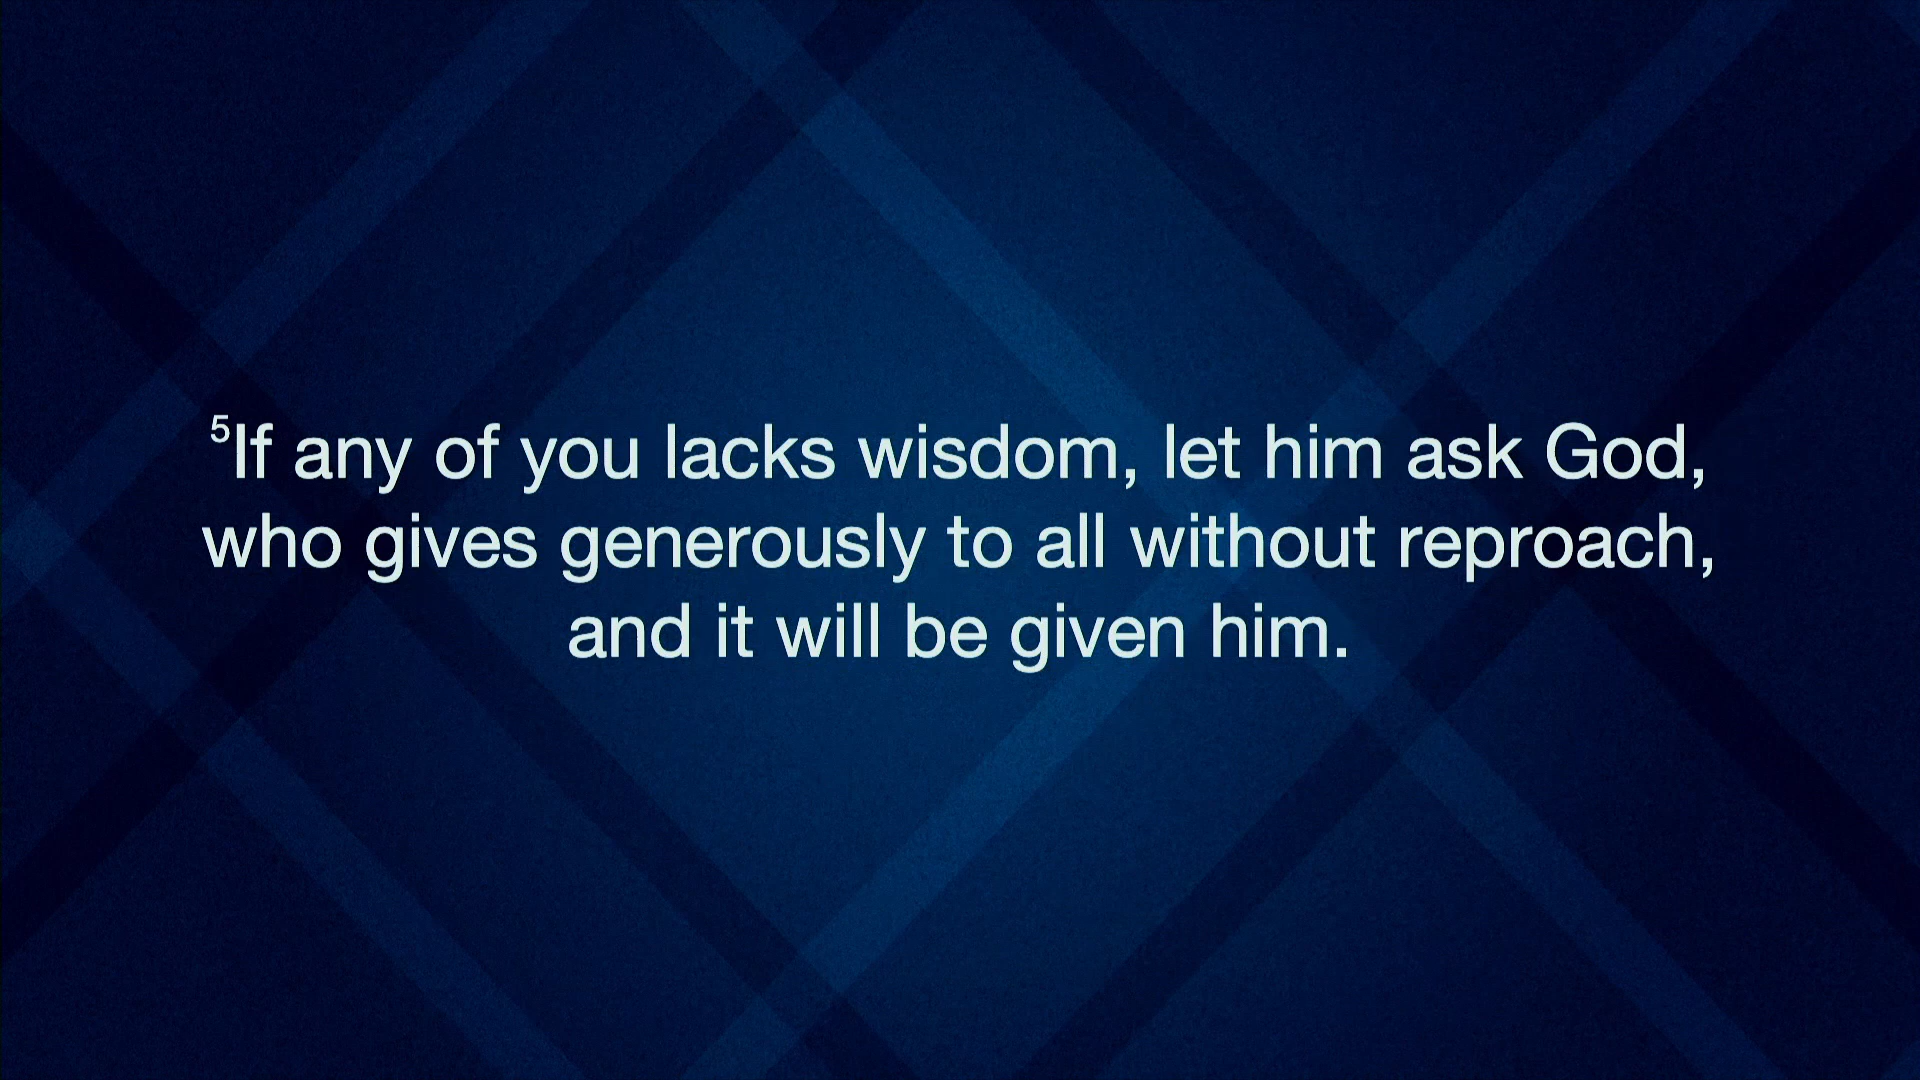 ⁵If any of you lacks wisdom, let him ask God,
who gives generously to all without reproach,
and it will be given him.